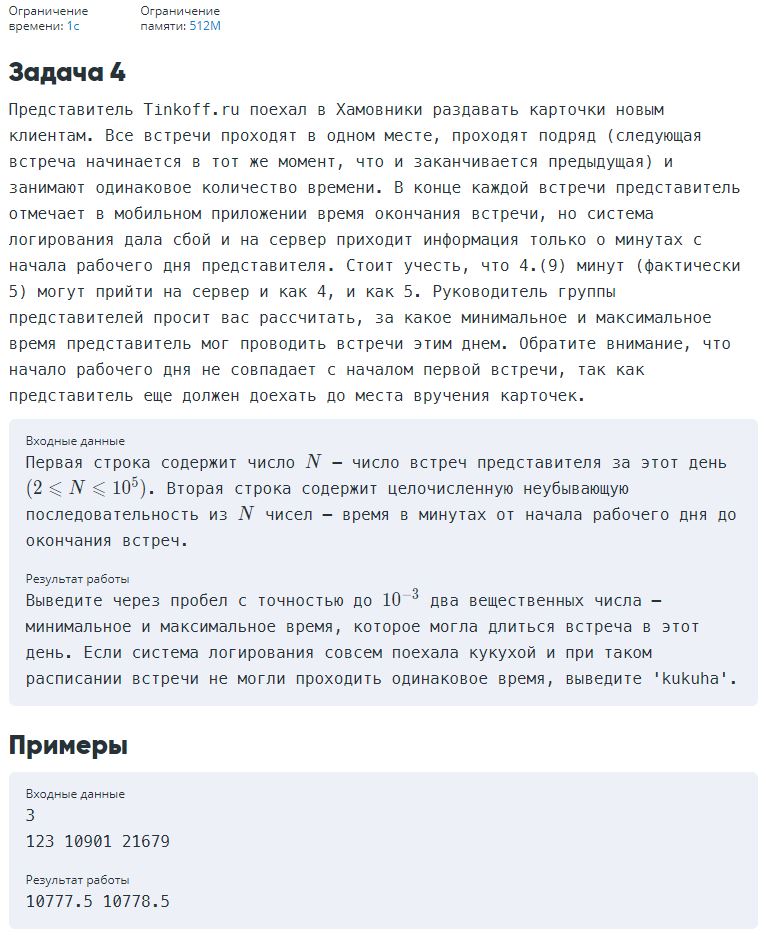 Ограничение
времени: 1с
Ограничение
памяти: 512M
Задача 4
Представитель Tinkoff.ru поехал в Хамовники раздавать карточки новым
клиентам. Все встречи проходят в одном месте, проходят подряд (следующая
встреча начинается в тот же момент, что и заканчивается предыдущая) и
занимают одинаковое количество времени. В конце каждой встречи представитель
отмечает в мобильном приложении время окончания встречи, но система
логирования дала сбой и на сервер приходит информация только о минутах с
начала рабочего дня представителя. Стоит учесть, что 4.(9) минут (фактически
5) могут прийти на сервер и как 4, и как 5. Руководитель группы
представителей просит вас рассчитать, за какое минимальное и максимальное
время представитель мог проводить встречи этим днем. Обратите внимание, что
начало рабочего дня не совпадает с началом первой встречи, так как
представитель еще должен доехать до места вручения карточек.
Входные данные
Первая строка содержит число N — число встреч представителя за этот день
(2 ⩽ N ⩽ 10⁵). Вторая строка содержит целочисленную неубывающую
последовательность из N чисел — время в минутах от начала рабочего дня до
окончания встреч.
Результат работы
Выведите через пробел с точностью до 10⁻³ два вещественных числа —
минимальное и максимальное время, которое могла длиться встреча в этот
день. Если система логирования совсем поехала кукухой и при таком
расписании встречи не могли проходить одинаковое время, выведите 'kukuha'.
Примеры
Входные данные
3
123 10901 21679
Результат работы
10777.5 10778.5